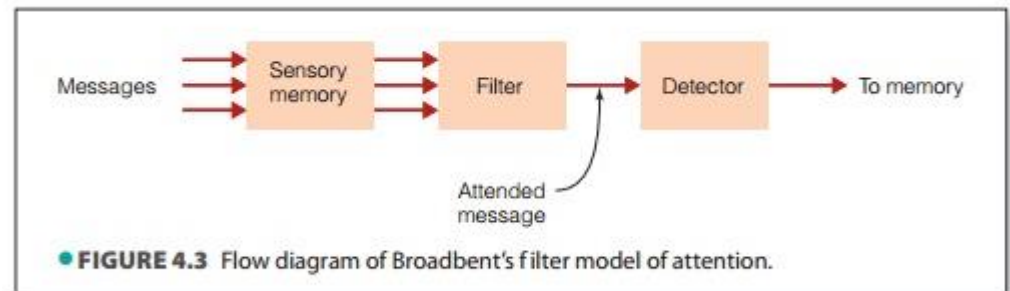 Messages
Sensory
memory
Filter
Detector
To memory
Attended
message
• FIGURE 4.3 Flow diagram of Broadbent's filter model of attention.